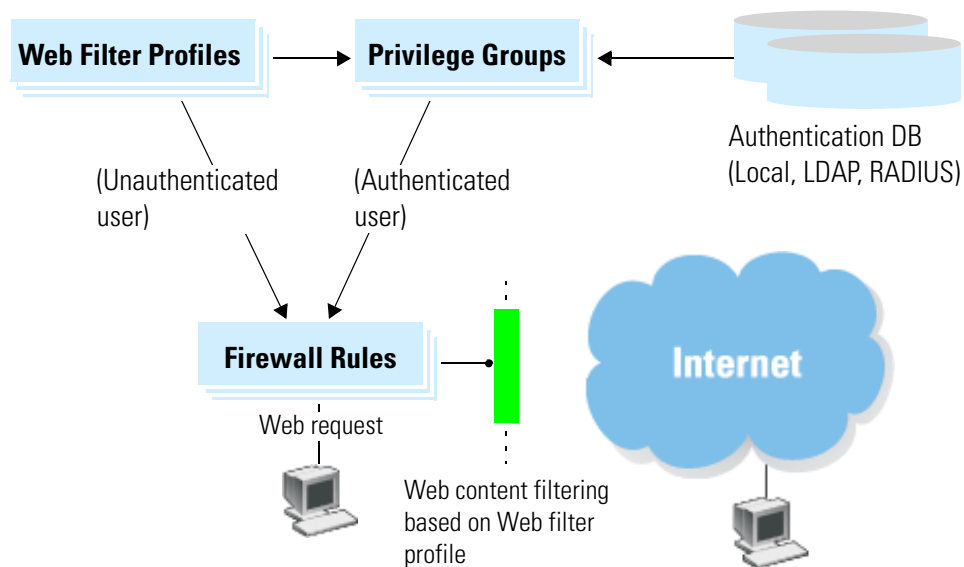 Web Filter Profiles
Privilege Groups
Authentication DB
(Local, LDAP, RADIUS)
(Unauthenticated
user)
(Authenticated
user)
Firewall Rules
Internet
Web request
Web content filtering
based on Web filter
profile